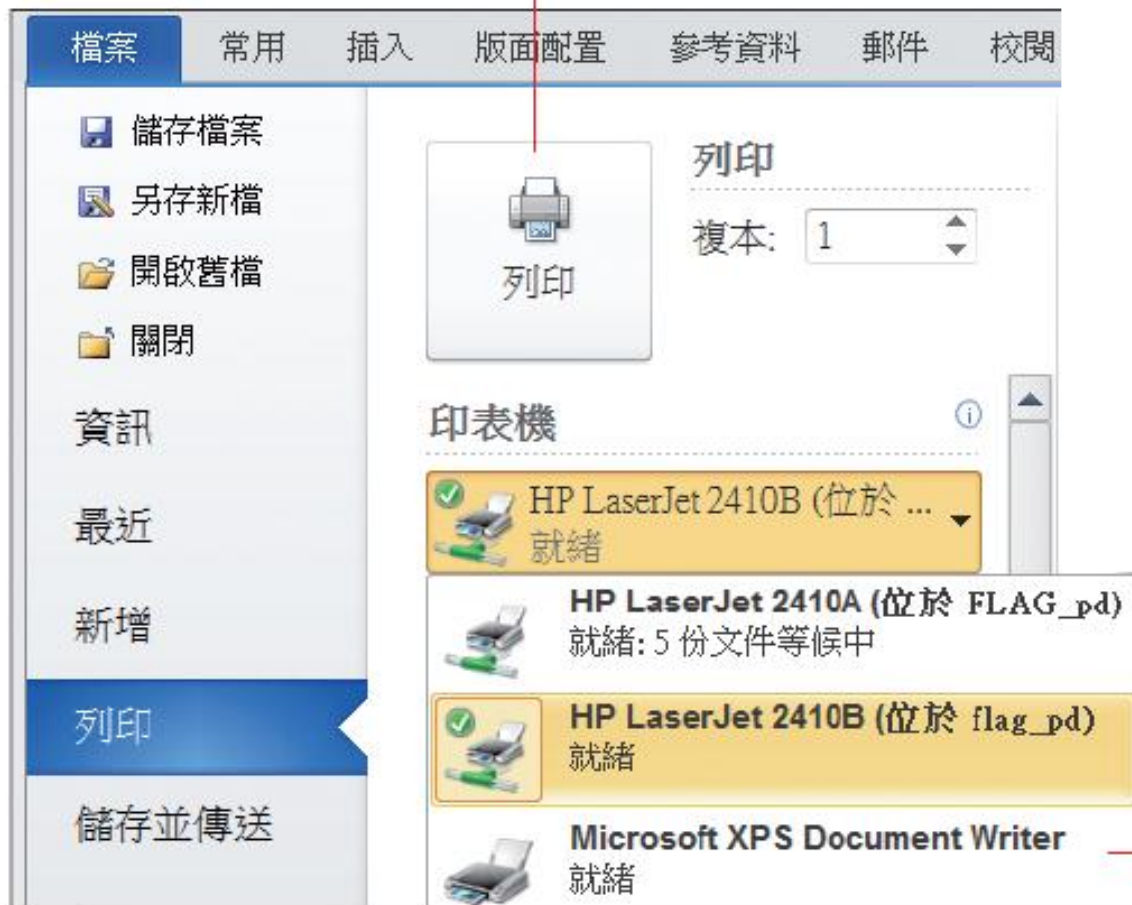 檔案 常用 插入 版面配置 參考資料 郵件 校閱
儲存檔案
另存新檔
開啟舊檔
關閉
資訊
最近
新增
列印
儲存並傳送
列印
列印
複本: 1
印表機
HP LaserJet 2410B (位於 ...
就緒
HP LaserJet 2410A (位於 FLAG_pd)
就緒: 5 份文件等候中
HP LaserJet 2410B (位於 flag_pd)
就緒
Microsoft XPS Document Writer
就緒